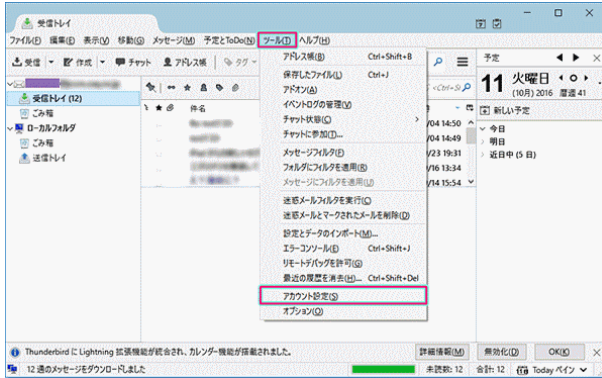 受信トレイ
ファイル(F) 編集(E) 表示(V) 移動(G) メッセージ(M) 予定とToDo(N) ツール(T) ヘルプ(H)
受信 作成 チャット アドレス帳 タグ
アドレス帳(B) Ctrl+Shift+B
保存したファイル(L) Ctrl+J
アドオン(A)
イベントログの管理(V)
チャット状態(C)
チャットに参加(I)...
メッセージフィルタ(F)
フォルダにフィルタを適用(R)
メッセージにフィルタを適用(U)
迷惑メールフィルタを実行(C)
迷惑メールとマークされたメールを削除(D)
設定とデータのインポート(M)...
エラーコンソール(E) Ctrl+Shift+J
リモートデバッグを許可(G)
最近の履歴を消去(H)... Ctrl+Shift+Del
アカウント設定(S)
オプション(O)
受信トレイ (12)
ごみ箱
ローカルフォルダ
ごみ箱
送信トレイ
件名
/04 14:50
/04 14:49
/23 19:31
/16 13:34
/14 15:54
予定
11 火曜日
(10月) 2016 暦週 41
新しい予定
今日
明日
近日中 (5 日)
Thunderbird に Lightning 拡張機能が統合され、カレンダー機能が搭載されました。 詳細情報(M) 無効化(D) OK(K)
12 通のメッセージをダウンロードしました 未読数: 12 合計: 12 Today ペイン